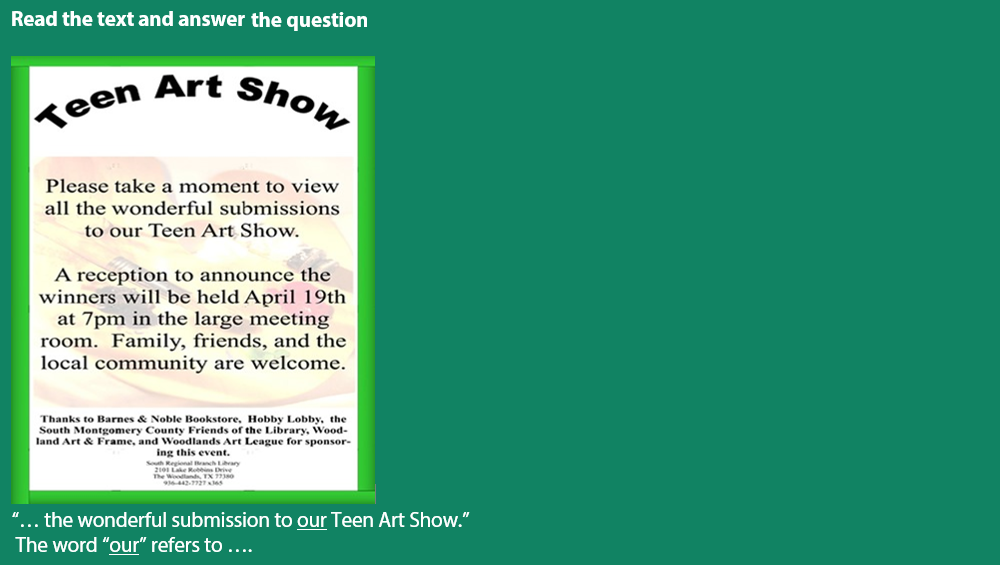 Read the text and answer the question
Teen Art Show
Please take a moment to view
all the wonderful submissions
to our Teen Art Show.
A reception to announce the
winners will be held April 19th
at 7pm in the large meeting
room. Family, friends, and the
local community are welcome.
Thanks to Barnes & Noble Bookstore, Hobby Lobby, the
South Montgomery County Friends of the Library, Wood-
land Art & Frame, and Woodlands Art League for sponsor-
ing this event.
South Regional Branch Library
2101 Lake Robbins Drive
The Woodlands, TX 77380
936-442-7727 x365
“… the wonderful submission to our Teen Art Show.”
The word “our” refers to ….